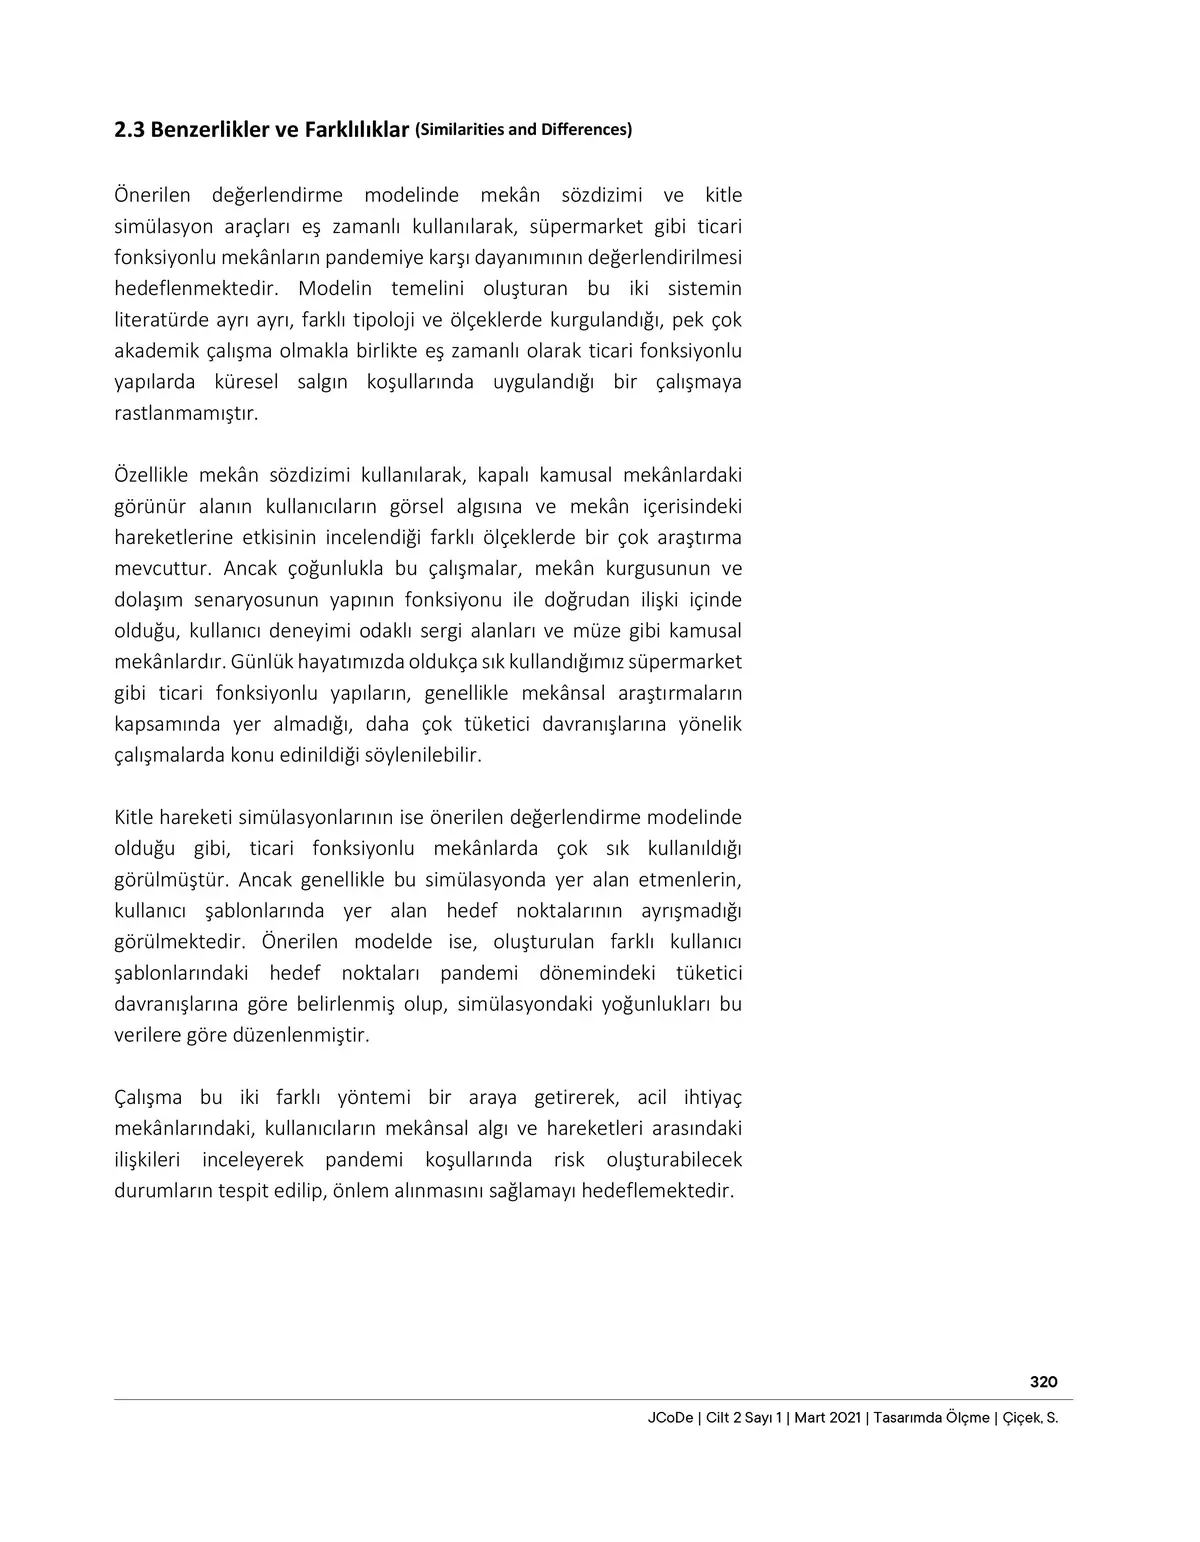 2.3 Benzerlikler ve Farklılıklar (Similarities and Differences)
Önerilen değerlendirme modelinde mekân sözdizimi ve kitle
simülasyon araçları eş zamanlı kullanılarak, süpermarket gibi ticari
fonksiyonlu mekânların pandemiye karşı dayanımının değerlendirilmesi
hedeflenmektedir. Modelin temelini oluşturan bu iki sistemin
literatürde ayrı ayrı, farklı tipoloji ve ölçeklerde kurgulandığı, pek çok
akademik çalışma olmakla birlikte eş zamanlı olarak ticari fonksiyonlu
yapılarda küresel salgın koşullarında uygulandığı bir çalışmaya
rastlanmamıştır.
Özellikle mekân sözdizimi kullanılarak, kapalı kamusal mekânlardaki
görünür alanın kullanıcıların görsel algısına ve mekân içerisindeki
hareketlerine etkisinin incelendiği farklı ölçeklerde bir çok araştırma
mevcuttur. Ancak çoğunlukla bu çalışmalar, mekân kurgusunun ve
dolaşım senaryosunun yapının fonksiyonu ile doğrudan ilişki içinde
olduğu, kullanıcı deneyimi odaklı sergi alanları ve müze gibi kamusal
mekânlardır. Günlük hayatımızda oldukça sık kullandığımız süpermarket
gibi ticari fonksiyonlu yapıların, genellikle mekânsal araştırmaların
kapsamında yer almadığı, daha çok tüketici davranışlarına yönelik
çalışmalarda konu edinildiği söylenilebilir.
Kitle hareketi simülasyonlarının ise önerilen değerlendirme modelinde
olduğu gibi, ticari fonksiyonlu mekânlarda çok sık kullanıldığı
görülmüştür. Ancak genellikle bu simülasyonda yer alan etmenlerin,
kullanıcı şablonlarında yer alan hedef noktalarının ayrışmadığı
görülmektedir. Önerilen modelde ise, oluşturulan farklı kullanıcı
şablonlarındaki hedef noktaları pandemi dönemindeki tüketici
davranışlarına göre belirlenmiş olup, simülasyondaki yoğunlukları bu
verilere göre düzenlenmiştir.
Çalışma bu iki farklı yöntemi bir araya getirerek, acil ihtiyaç
mekânlarındaki, kullanıcıların mekânsal algı ve hareketleri arasındaki
ilişkileri inceleyerek pandemi koşullarında risk oluşturabilecek
durumların tespit edilip, önlem alınmasını sağlamayı hedeflemektedir.
320
JCoDe | Cilt 2 Sayı 1 | Mart 2021 | Tasarımda Ölçme | Çiçek, S.